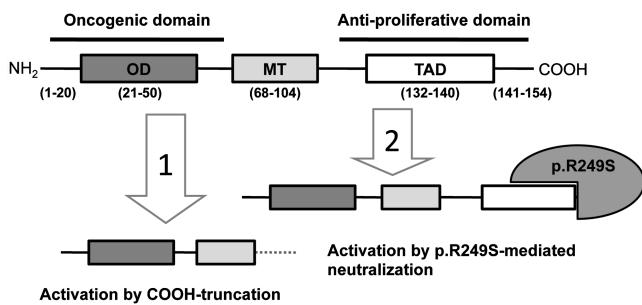 Oncogenic domain
Anti-proliferative domain
NH2 OD MT TAD COOH
(1-20) (21-50) (68-104) (132-140) (141-154)
1
2
p.R249S
Activation by p.R249S-mediated
neutralization
Activation by COOH-truncation